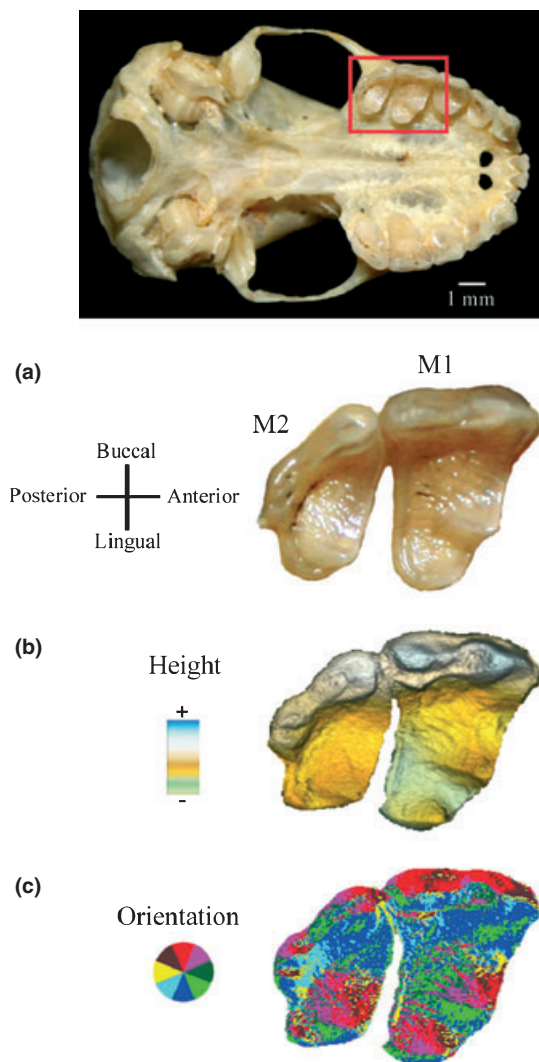 1 mm
(a)
M1
M2
Buccal
Posterior Anterior
Lingual
(b)
Height
+
-
(c)
Orientation